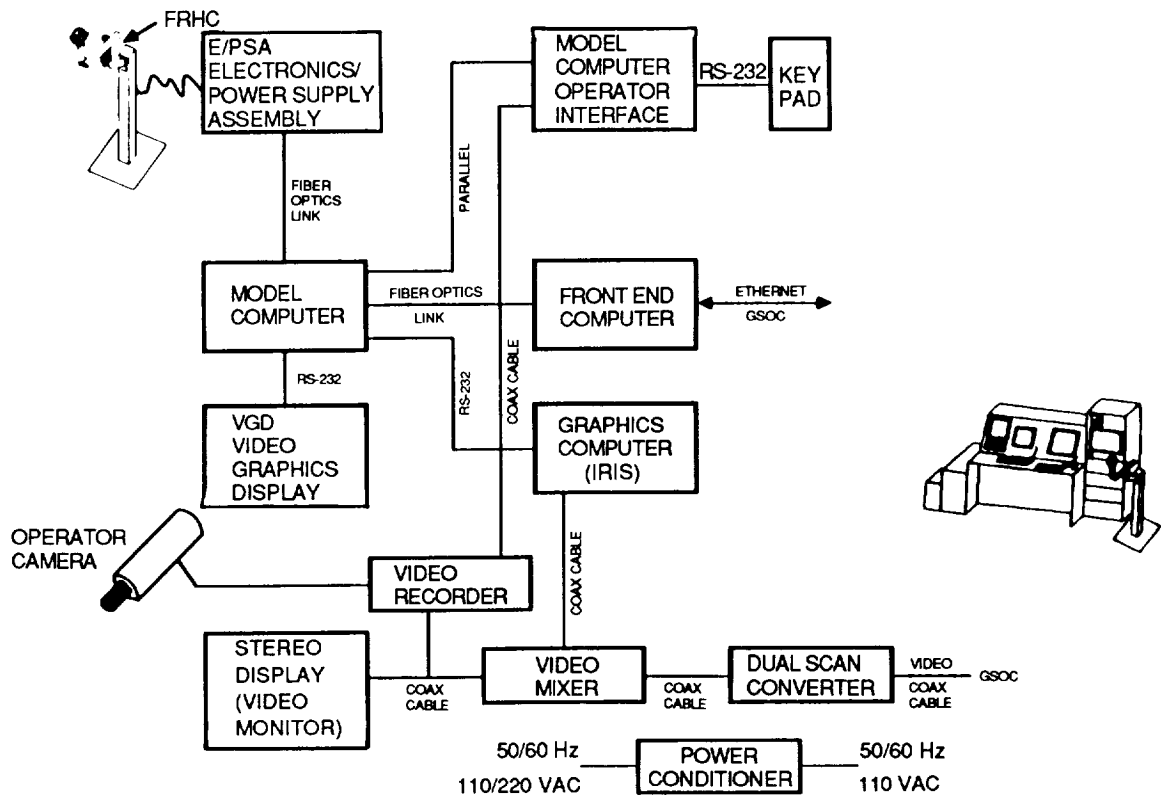 FRHC
E/PSA
ELECTRONICS/
POWER SUPPLY
ASSEMBLY
MODEL
COMPUTER
OPERATOR
INTERFACE
RS-232
KEY
PAD
FIBER
OPTICS
LINK
PARALLEL
MODEL
COMPUTER
FIBER OPTICS
LINK
FRONT END
COMPUTER
ETHERNET
GSOC
RS-232
RS-232
COAX CABLE
VGD
VIDEO
GRAPHICS
DISPLAY
GRAPHICS
COMPUTER
(IRIS)
OPERATOR
CAMERA
VIDEO
RECORDER
COAX CABLE
STEREO
DISPLAY
(VIDEO
MONITOR)
COAX
CABLE
VIDEO
MIXER
COAX
CABLE
DUAL SCAN
CONVERTER
VIDEO
COAX
CABLE
GSOC
50/60 Hz
110/220 VAC
POWER
CONDITIONER
50/60 Hz
110 VAC